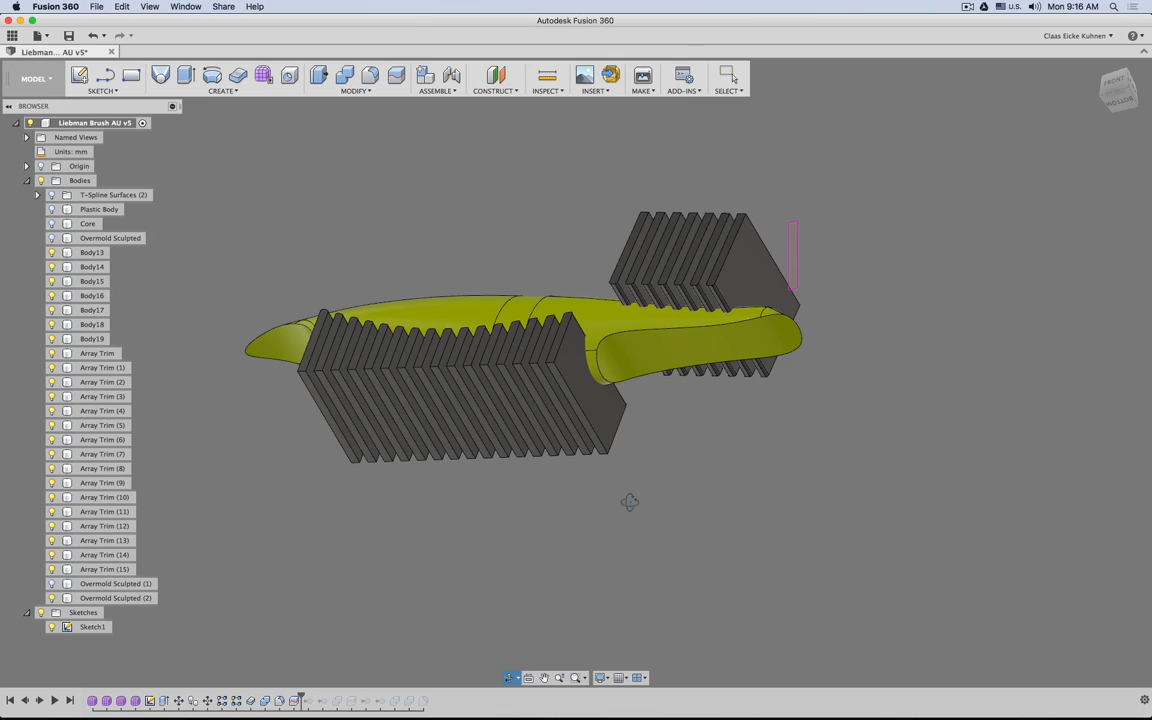 Fusion 360 File Edit View Window Share Help U.S. Mon 9:16 AM
Autodesk Fusion 360
Claas Eicke Kuhnen
Liebman... AU v5*
MODEL
SKETCH CREATE MODIFY ASSEMBLE CONSTRUCT INSPECT INSERT MAKE ADD-INS SELECT
BROWSER
FRONT
BOTTOM
Liebman Brush AU v5
Named Views
Units: mm
Origin
Bodies
T-Spline Surfaces (2)
Plastic Body
Core
Overmold Sculpted
Body13
Body14
Body15
Body16
Body17
Body18
Body19
Array Trim
Array Trim (1)
Array Trim (2)
Array Trim (3)
Array Trim (4)
Array Trim (5)
Array Trim (6)
Array Trim (7)
Array Trim (8)
Array Trim (9)
Array Trim (10)
Array Trim (11)
Array Trim (12)
Array Trim (13)
Array Trim (14)
Array Trim (15)
Overmold Sculpted (1)
Overmold Sculpted (2)
Sketches
Sketch1